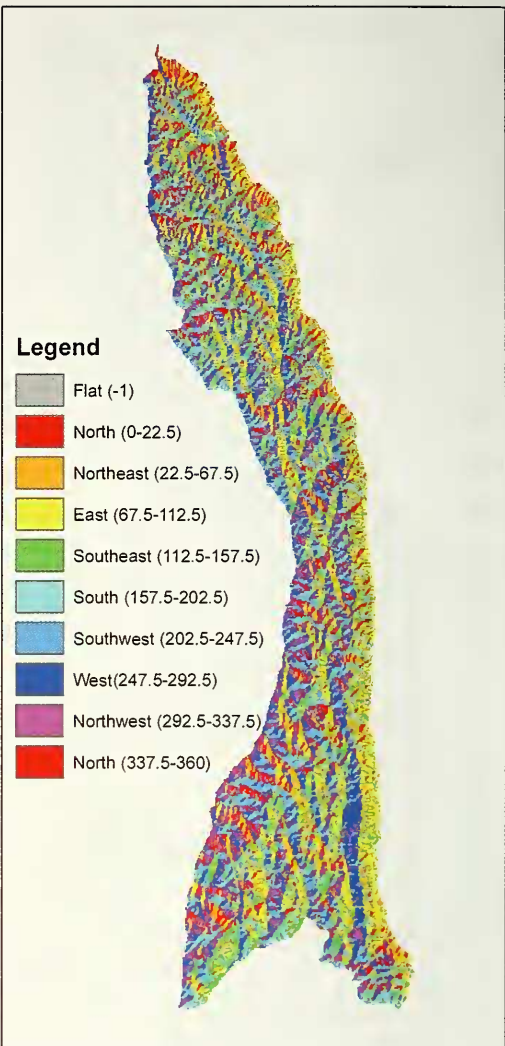 Legend
Flat (-1)
North (0-22.5)
Northeast (22.5-67.5)
East (67.5-112.5)
Southeast (112.5-157.5)
South (157.5-202.5)
Southwest (202.5-247.5)
West(247.5-292.5)
Northwest (292.5-337.5)
North (337.5-360)